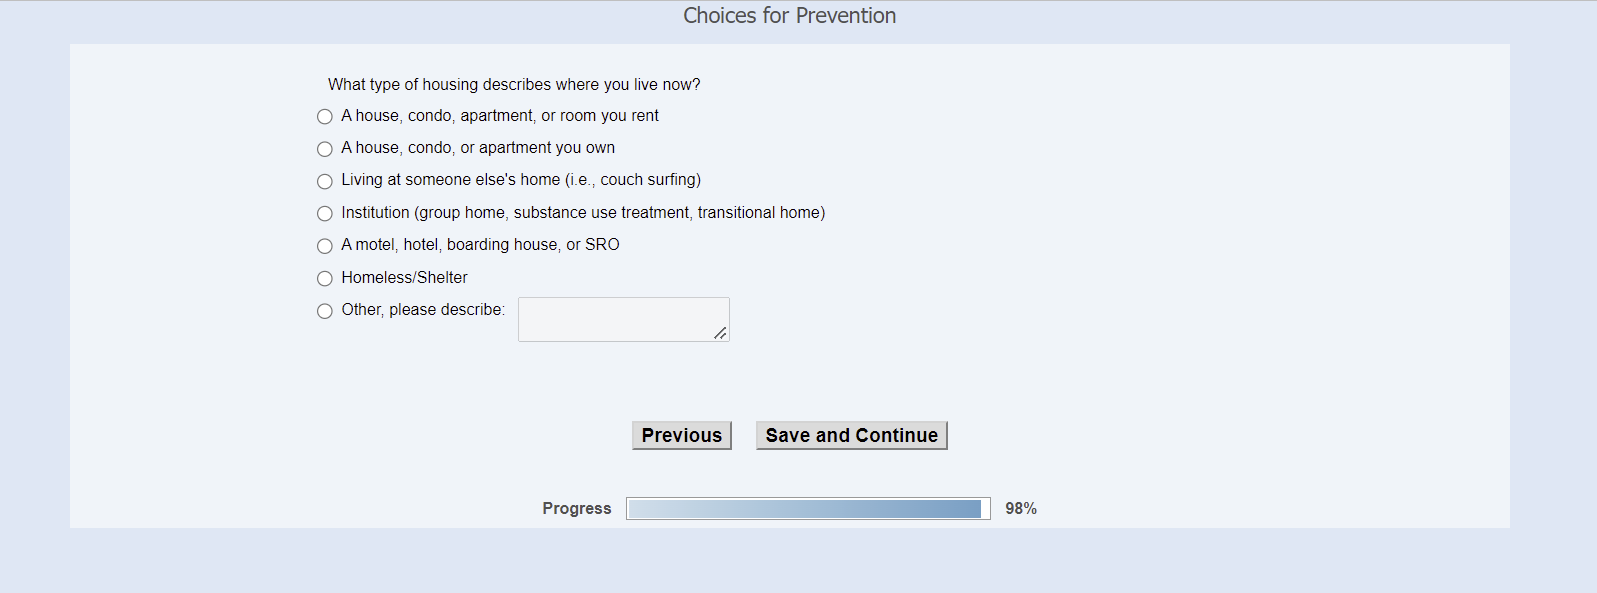 Choices for Prevention
What type of housing describes where you live now?
A house, condo, apartment, or room you rent
A house, condo, or apartment you own
Living at someone else's home (i.e., couch surfing)
Institution (group home, substance use treatment, transitional home)
A motel, hotel, boarding house, or SRO
Homeless/Shelter
Other, please describe:
Previous Save and Continue
Progress 98%